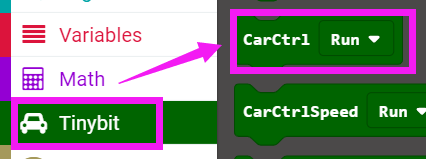 Variables
Math
Tinybit
CarCtrl Run
CarCtrlSpeed Run